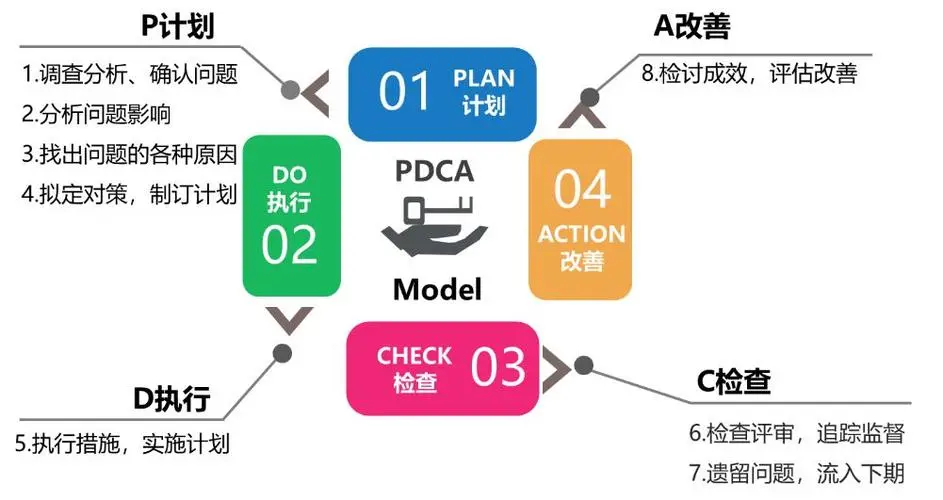 P计划
1.调查分析、确认问题
2.分析问题影响
3.找出问题的各种原因
4.拟定对策，制订计划
01
PLAN
计划
A改善
8.检讨成效，评估改善
DO
执行
02
PDCA
Model
04
ACTION
改善
CHECK
检查
03
D执行
5.执行措施，实施计划
C检查
6.检查评审，追踪监督
7.遗留问题，流入下期